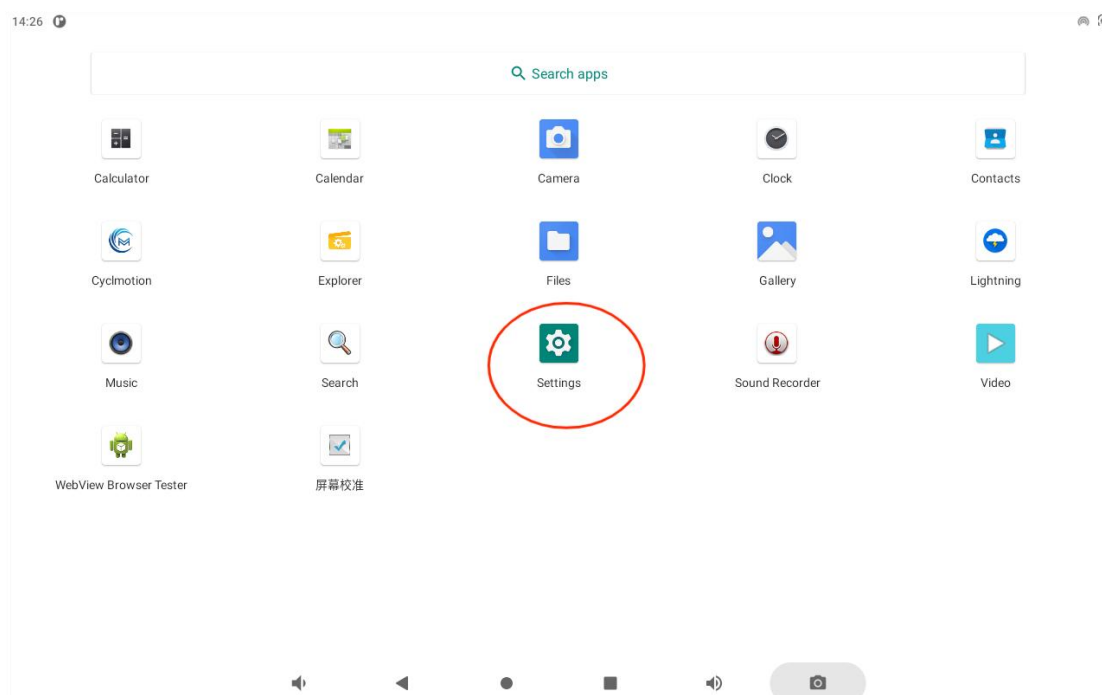 14:26
Search apps
Calculator
Calendar
Camera
Clock
Contacts
Cyclmotion
Explorer
Files
Gallery
Lightning
Music
Search
Settings
Sound Recorder
Video
WebView Browser Tester
屏幕校准